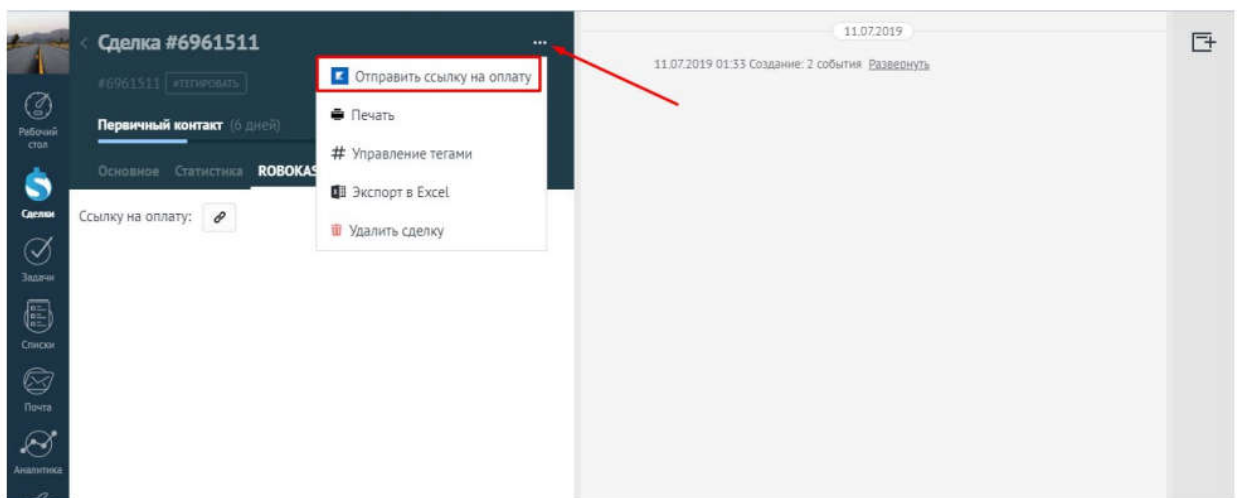 Сделка #6961511
...
#6961511 #ТЕГИРОВАТЬ
Первичный контакт (6 дней)
Основное Статистика ROBOKAS
Ссылку на оплату:
Отправить ссылку на оплату
Печать
# Управление тегами
Экспорт в Excel
Удалить сделку
11.07.2019
11.07.2019 01:33 Создание: 2 события Развернуть
Рабочий
стол
Сделки
Задачи
Списки
Почта
Аналитика